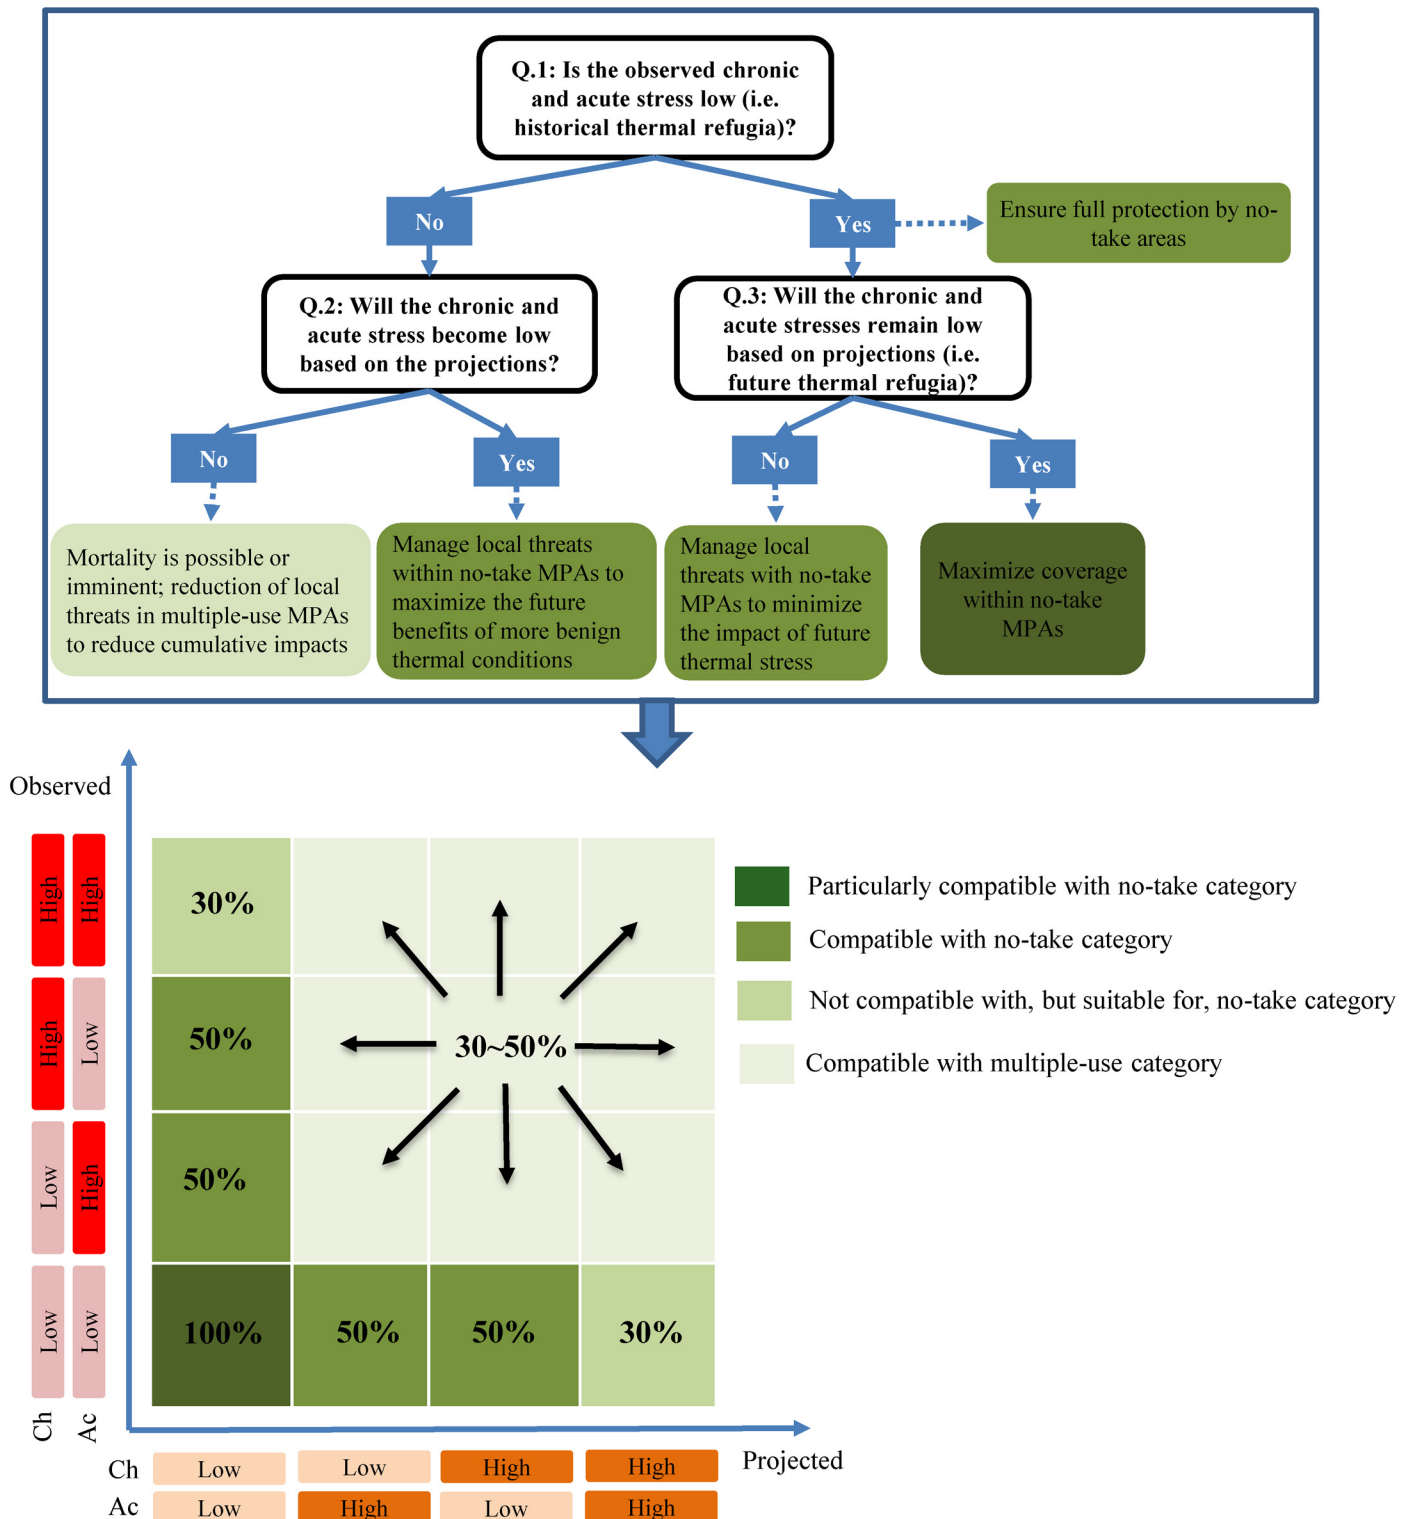 Q.1: Is the observed chronic
and acute stress low (i.e.
historical thermal refugia)?
No
Yes
Ensure full protection by no-
take areas
Q.2: Will the chronic and
acute stress become low
based on the projections?
Q.3: Will the chronic and
acute stresses remain low
based on projections (i.e.
future thermal refugia)?
No
Yes
No
Yes
Mortality is possible or
imminent; reduction of local
threats in multiple-use MPAs
to reduce cumulative impacts
Manage local threats
within no-take MPAs to
maximize the future
benefits of more benign
thermal conditions
Manage local
threats with no-take
MPAs to minimize
the impact of future
thermal stress
Maximize coverage
within no-take
MPAs
Observed
High
High
30%
High
Low
50%
30~50%
Low
High
50%
Low
Low
100%
50%
50%
30%
Ch
Ac
Particularly compatible with no-take category
Compatible with no-take category
Not compatible with, but suitable for, no-take category
Compatible with multiple-use category
Projected
Ch
Low
Low
High
High
Ac
Low
High
Low
High